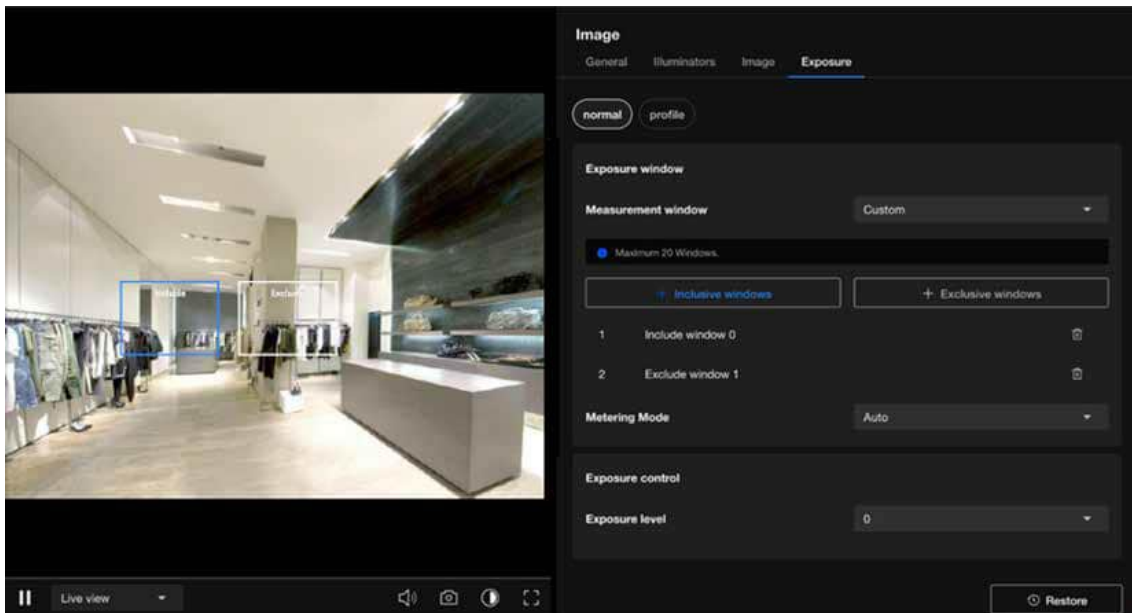 Image
General Illuminators Image Exposure
normal profile
Exposure window
Measurement window Custom
Maximum 20 Windows.
+ Inclusive windows + Exclusive windows
1 Include window 0
2 Exclude window 1
Metering Mode Auto
Exposure control
Exposure level 0
Live view
Restore